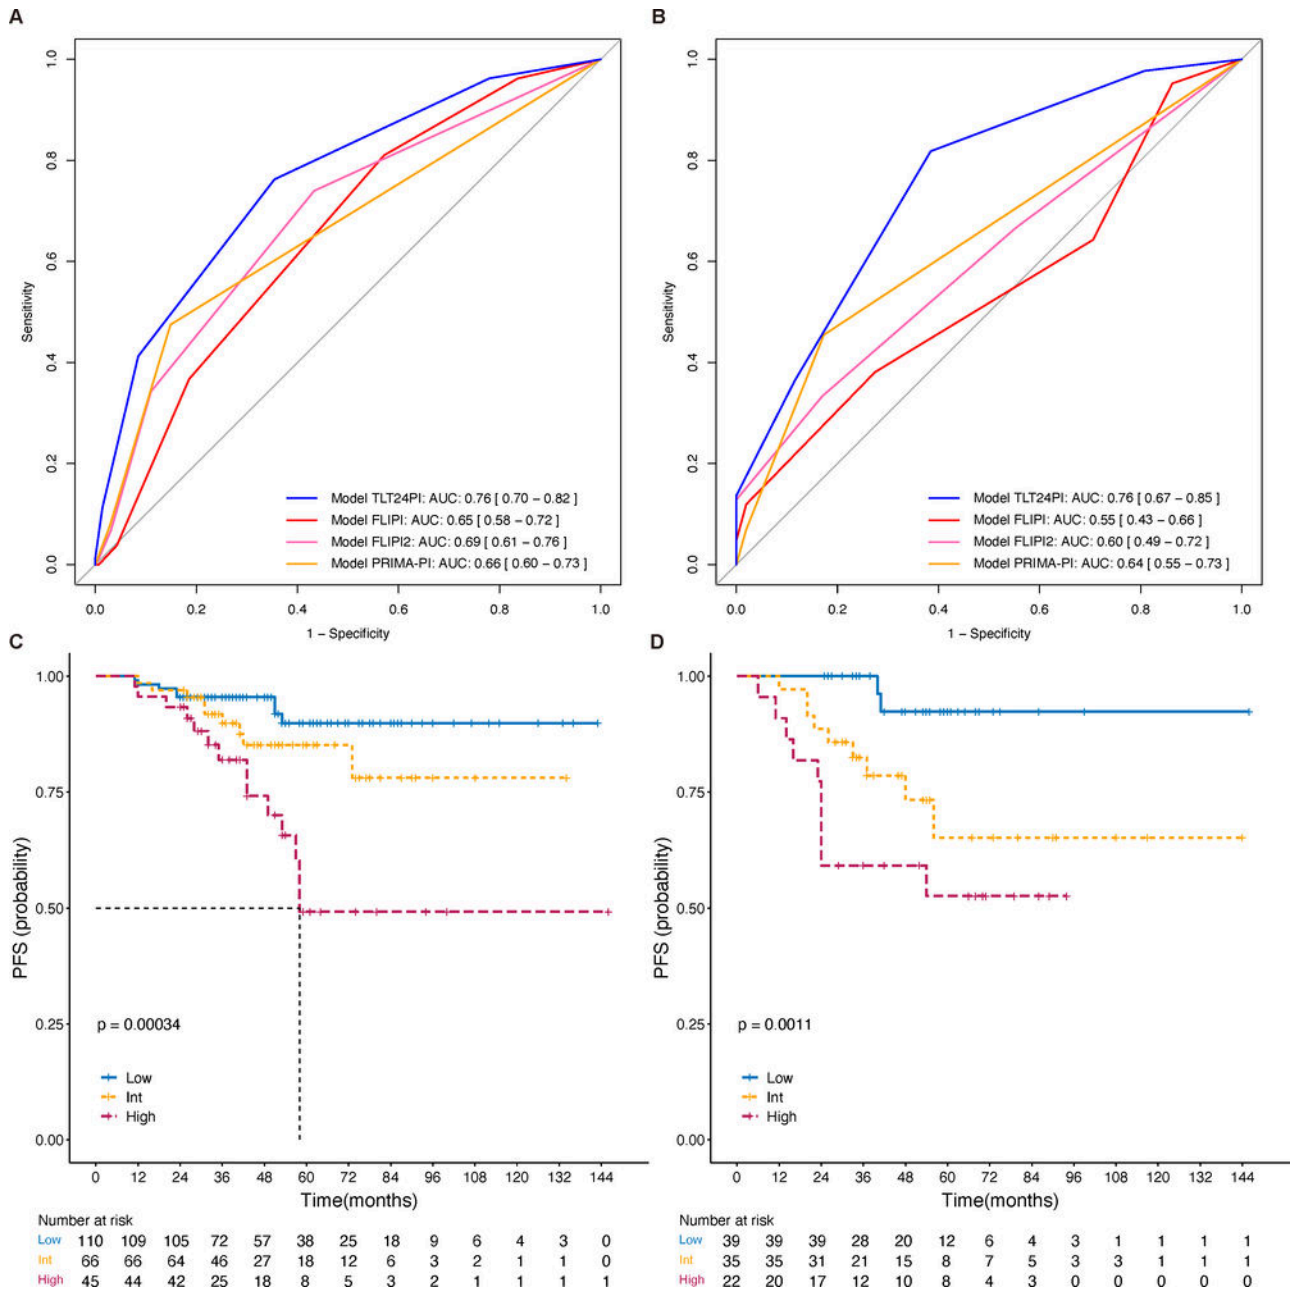 A
1.0
0.8
0.6
0.4
0.2
0.0
Sensitivity
Model TLT24PI: AUC: 0.76 [ 0.70 – 0.82 ]
Model FLIPI: AUC: 0.65 [ 0.58 – 0.72 ]
Model FLIPI2: AUC: 0.69 [ 0.61 – 0.76 ]
Model PRIMA-PI: AUC: 0.66 [ 0.60 – 0.73 ]
0.0 0.2 0.4 0.6 0.8 1.0
1 – Specificity
B
1.0
0.8
0.6
0.4
0.2
0.0
Sensitivity
Model TLT24PI: AUC: 0.76 [ 0.67 – 0.85 ]
Model FLIPI: AUC: 0.55 [ 0.43 – 0.66 ]
Model FLIPI2: AUC: 0.60 [ 0.49 – 0.72 ]
Model PRIMA-PI: AUC: 0.64 [ 0.55 – 0.73 ]
0.0 0.2 0.4 0.6 0.8 1.0
1 – Specificity
C
1.00
0.75
0.50
0.25
0.00
PFS (probability)
p = 0.00034
Low
Int
High
0 12 24 36 48 60 72 84 96 108 120 132 144
Time(months)
Number at risk
Low 110 109 105 72 57 38 25 18 9 6 4 3 0
Int 66 66 64 46 27 18 12 6 3 2 1 1 0
High 45 44 42 25 18 8 5 3 2 1 1 1 1
D
1.00
0.75
0.50
0.25
0.00
PFS (probability)
p = 0.0011
Low
Int
High
0 12 24 36 48 60 72 84 96 108 120 132 144
Time(months)
Number at risk
Low 39 39 39 28 20 12 6 4 3 1 1 1 1
Int 35 35 31 21 15 8 7 5 3 3 1 1 1
High 22 20 17 12 10 8 4 3 0 0 0 0 0